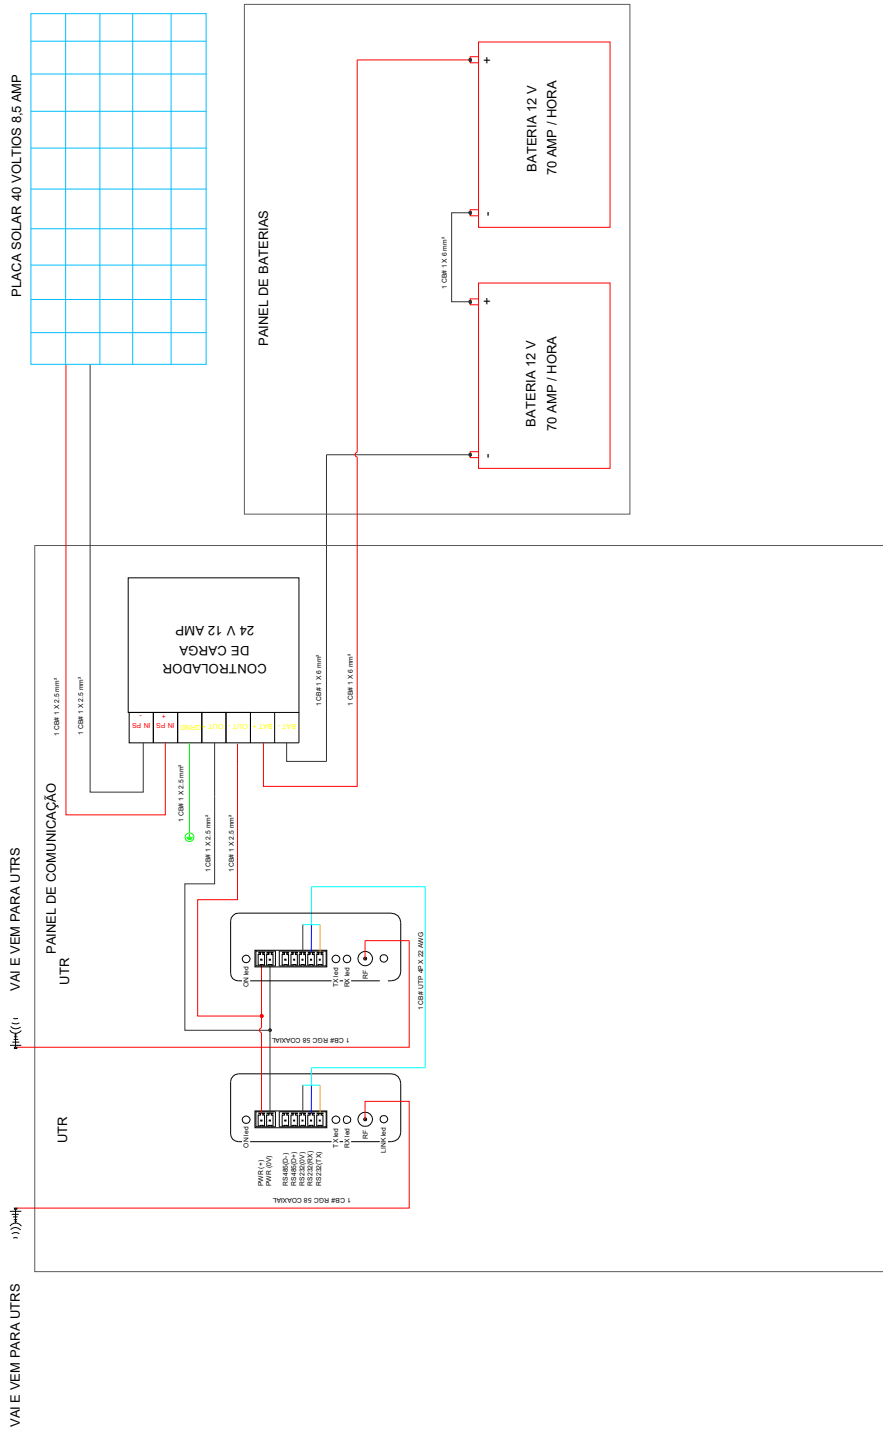 PLACA SOLAR 40 VOLTIOS 8,5 AMP
PAINEL DE BATERIAS
BATERIA 12 V
70 AMP / HORA
+
-
1 CB# 1 X 6 mm²
BATERIA 12 V
70 AMP / HORA
+
-
CONTROLADOR
DE CARGA
24 V 12 AMP
IN PS -
IN PS +
OUT +
BAT +
BAT -
1 CB# 1 X 2.5 mm²
1 CB# 1 X 2.5 mm²
1 CB# 1 X 6 mm²
1 CB# 1 X 6 mm²
1 CB# 1 X 2.5 mm²
1 CB# 1 X 2.5 mm²
1 CB# 1 X 2.5 mm²
PAINEL DE COMUNICAÇÃO
VAI E VEM PARA UTRS
UTR
ON led
TX led
RX led
RF
1 CB# UTP 4P X 22 AWG
1 CB# RGC 58 COAXIAL
UTR
ON led
PWR (+)
PWR (0V)
RS485(D-)
RS485(D+)
RS232(0V)
RS232(RX)
RS232(TX)
TX led
RX led
RF
LINK led
1 CB# RGC 58 COAXIAL
VAI E VEM PARA UTRS